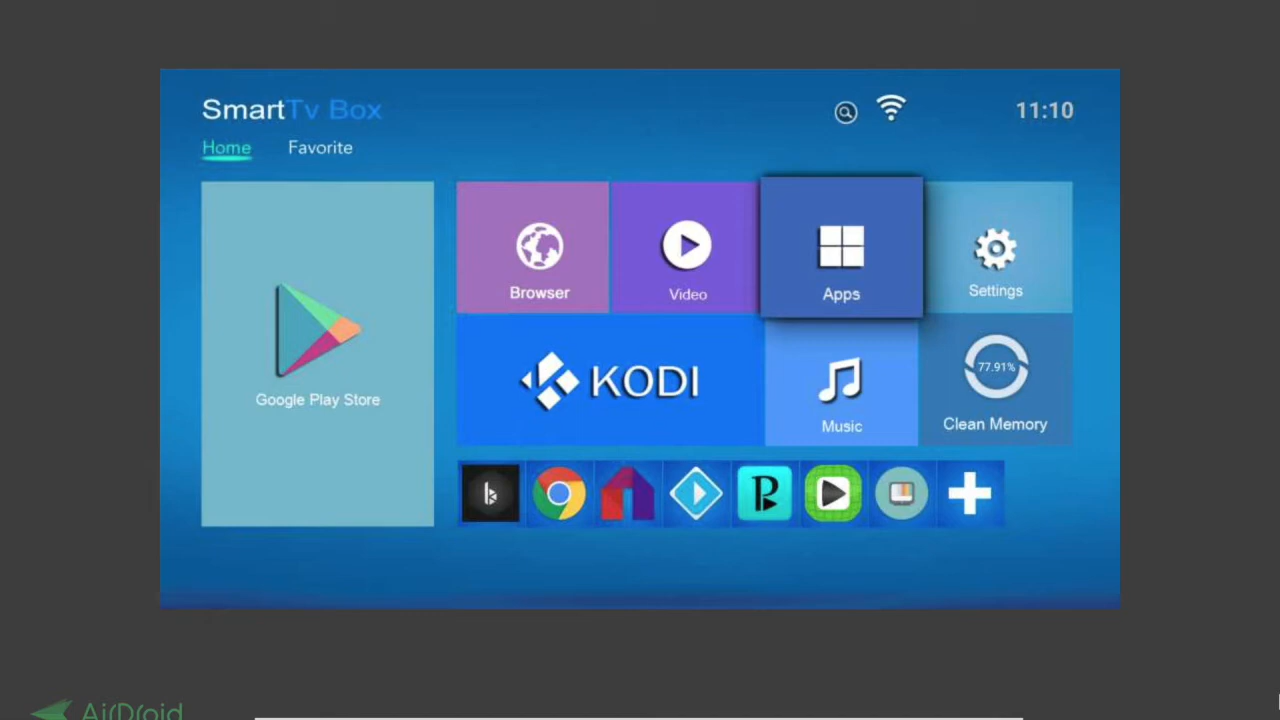 SmartTv Box
11:10
Home Favorite
Browser
Video
Apps
Settings
Google Play Store
KODI
Music
77.91%
Clean Memory
AirDroid